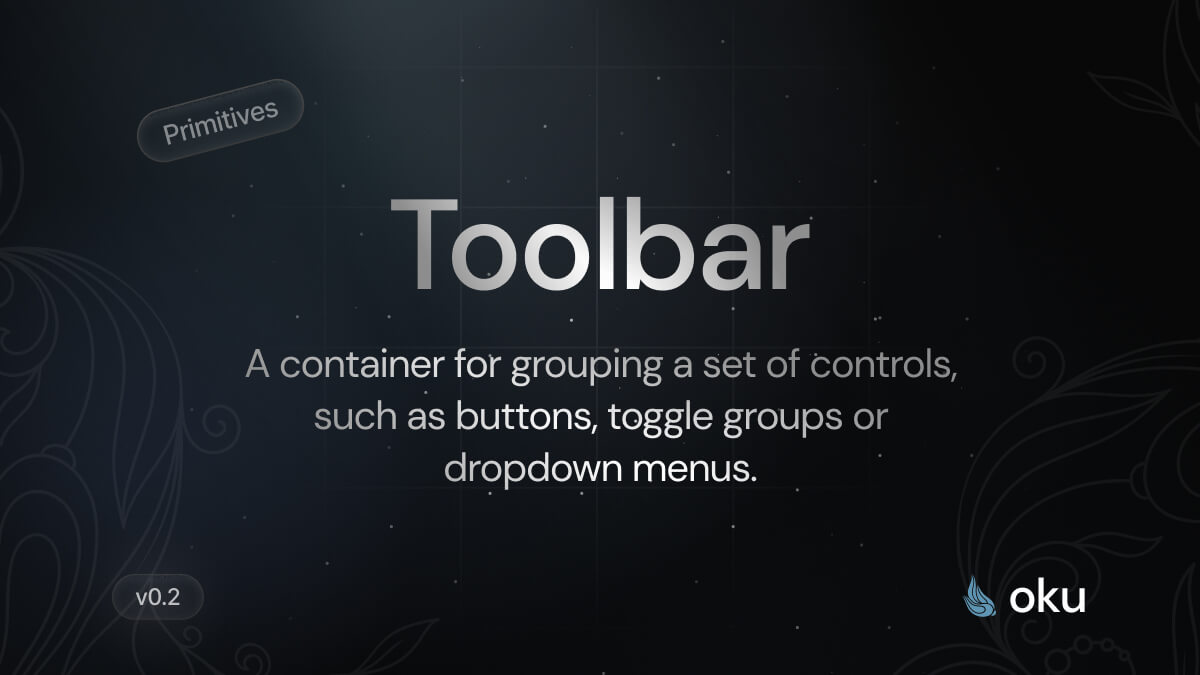 Primitives
Toolbar
A container for grouping a set of controls,
such as buttons, toggle groups or
dropdown menus.
v0.2
oku